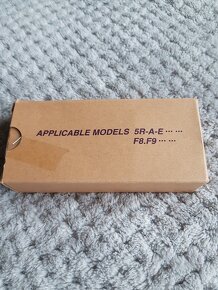 APPLICABLE MODELS 5R-A-E ··· ···
F8.F9 ··· ···